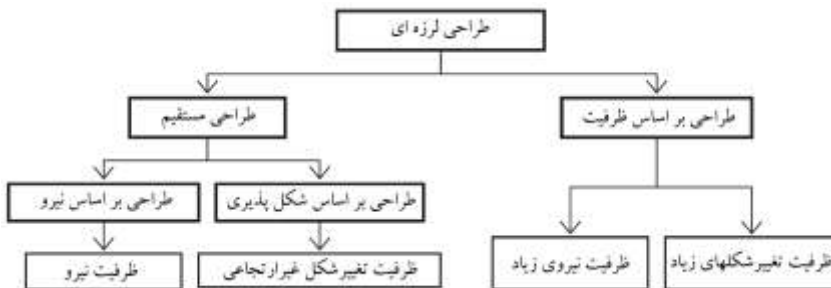 طراحی لرزه ای
طراحی بر اساس ظرفیت
طراحی مستقیم
طراحی بر اساس شکل پذیری
طراحی بر اساس نیرو
ظرفیت تغییرشکلهای زیاد
ظرفیت نیروی زیاد
ظرفیت تغییرشکل غیرارتجاعی
ظرفیت نیرو